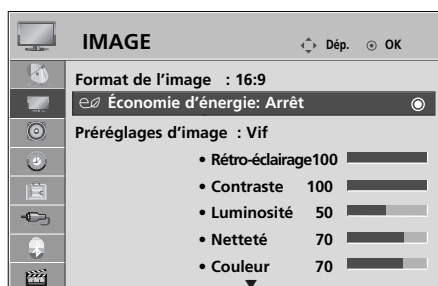 IMAGE Dép. OK
Format de l'image : 16:9
Économie d'énergie: Arrêt
Préréglages d'image : Vif
• Rétro-éclairage100
• Contraste 100
• Luminosité 50
• Netteté 70
• Couleur 70